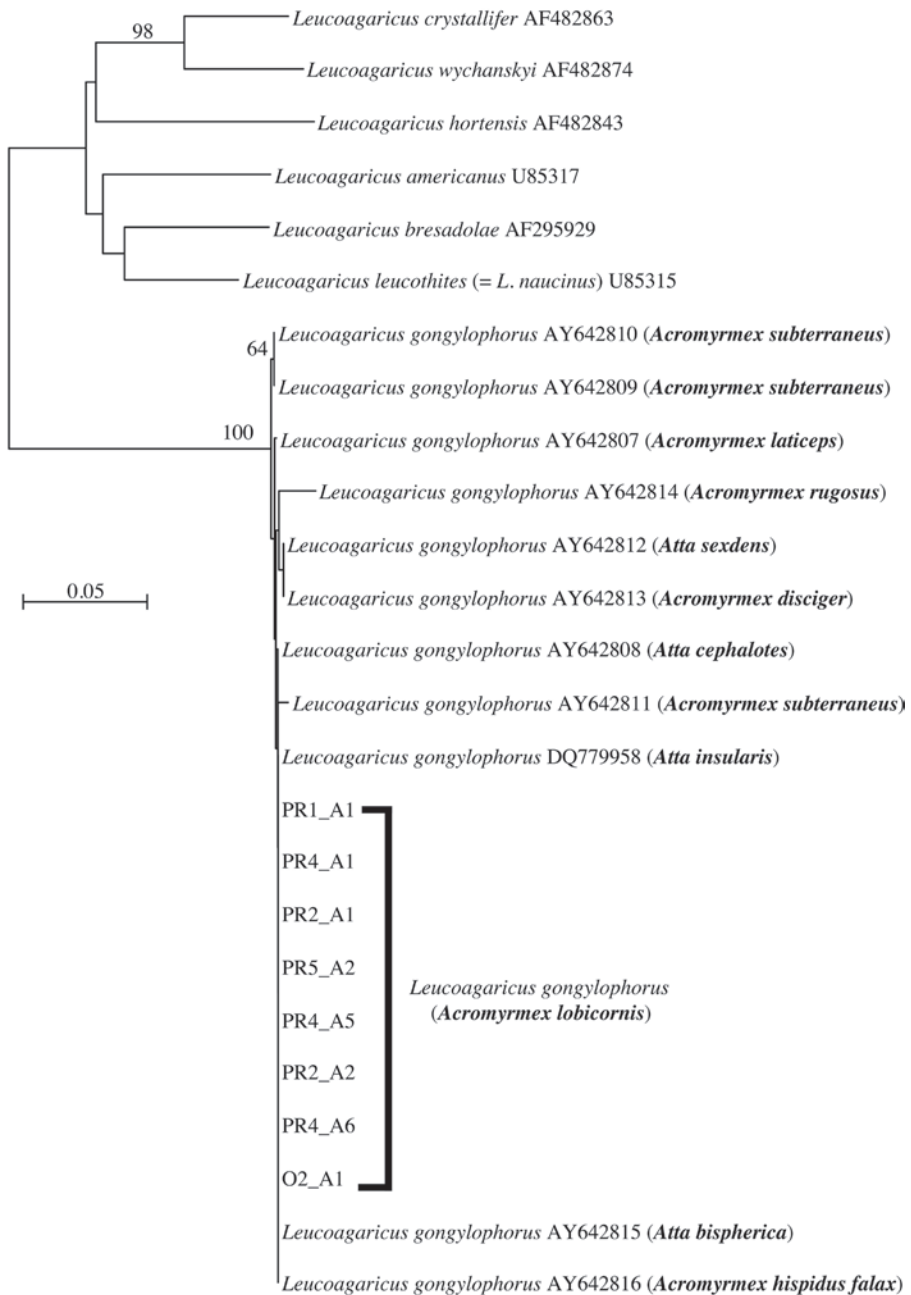 98
Leucoagaricus crystallifer AF482863
Leucoagaricus wychanskyi AF482874
Leucoagaricus hortensis AF482843
Leucoagaricus americanus U85317
Leucoagaricus bresadolae AF295929
Leucoagaricus leucothites (= L. naucinus) U85315
Leucoagaricus gongylophorus AY642810 (Acromyrmex subterraneus)
64
Leucoagaricus gongylophorus AY642809 (Acromyrmex subterraneus)
100
Leucoagaricus gongylophorus AY642807 (Acromyrmex laticeps)
Leucoagaricus gongylophorus AY642814 (Acromyrmex rugosus)
Leucoagaricus gongylophorus AY642812 (Atta sexdens)
0.05
Leucoagaricus gongylophorus AY642813 (Acromyrmex disciger)
Leucoagaricus gongylophorus AY642808 (Atta cephalotes)
Leucoagaricus gongylophorus AY642811 (Acromyrmex subterraneus)
Leucoagaricus gongylophorus DQ779958 (Atta insularis)
PR1_A1
PR4_A1
PR2_A1
PR5_A2
PR4_A5
PR2_A2
PR4_A6
O2_A1
Leucoagaricus gongylophorus
(Acromyrmex lobicornis)
Leucoagaricus gongylophorus AY642815 (Atta bispherica)
Leucoagaricus gongylophorus AY642816 (Acromyrmex hispidus falax)